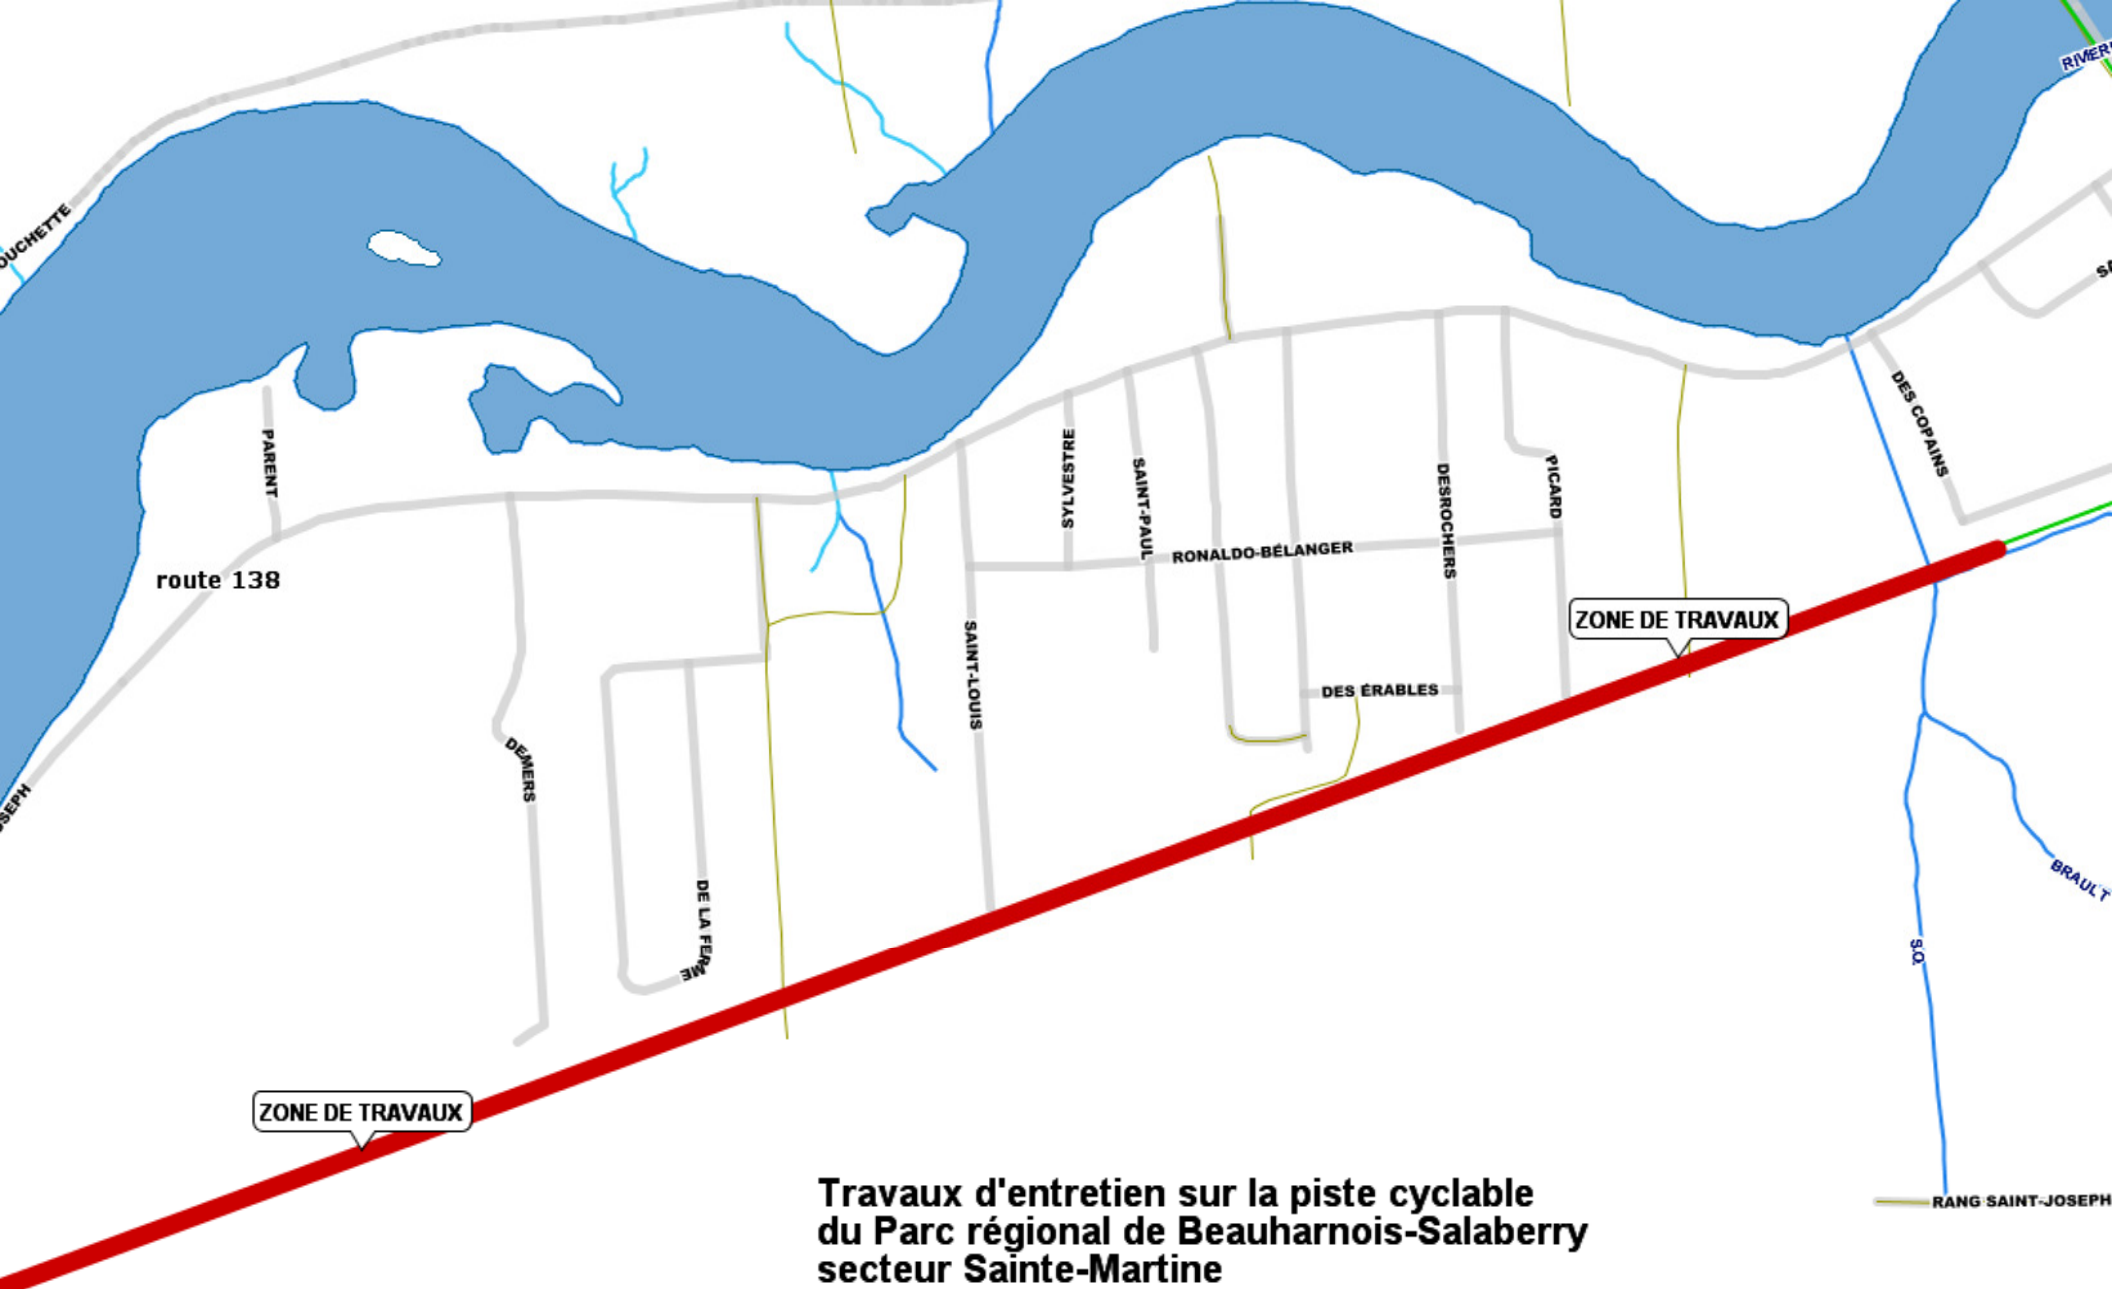 RIVIER
OUCHETTE
PARENT
route 138
SYLVESTRE
SAINT-PAUL
RONALDO-BÉLANGER
DESROCHERS
PICARD
DES COPAINS
ZONE DE TRAVAUX
SAINT-LOUIS
DES ÉRABLES
DEMERS
SEPH
DE LA FERME
BRAULT
S.Q.
ZONE DE TRAVAUX
RANG SAINT-JOSEPH
Travaux d'entretien sur la piste cyclable
du Parc régional de Beauharnois-Salaberry
secteur Sainte-Martine